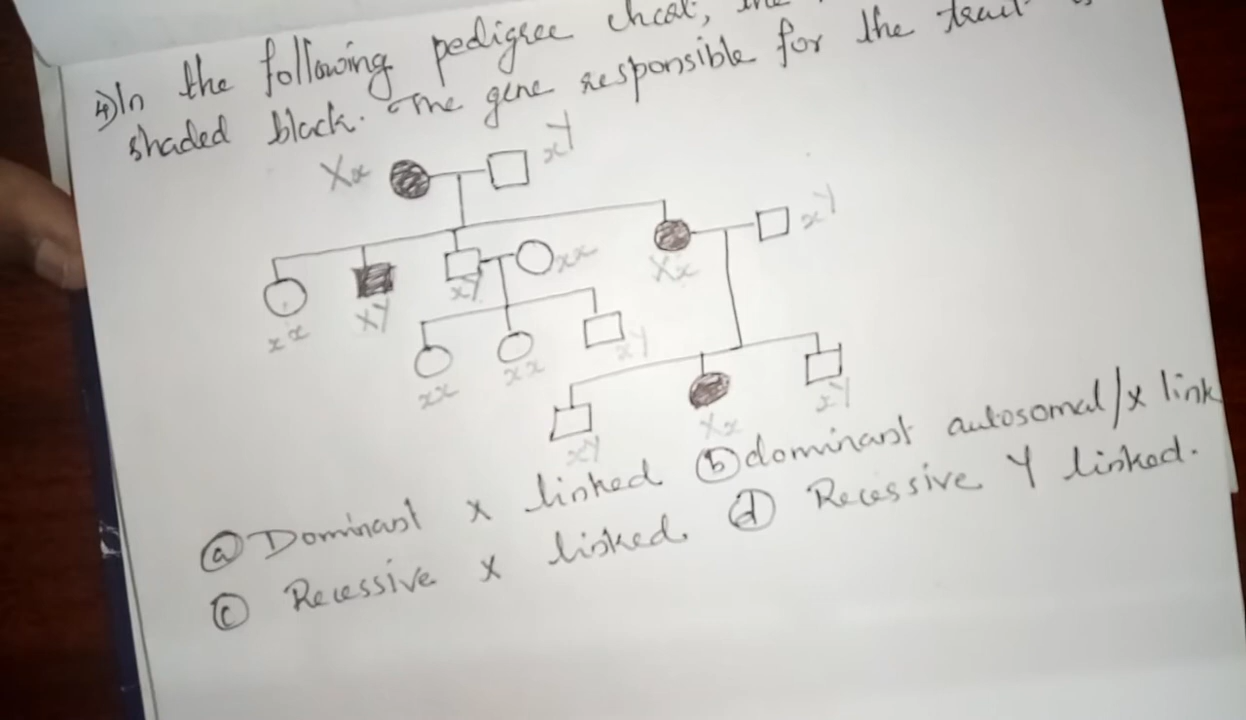 4) In the following pedigree chcat, the
shaded black. The gene responsible for the trait
Xx xY
xY
xx
xx XY xY Xx
xx xx xY
xY Xx xY
ⓐ Dominant x linked ⓑ dominant autosomal/x link
ⓒ Recessive x linked. ⓓ Recessive Y linked.